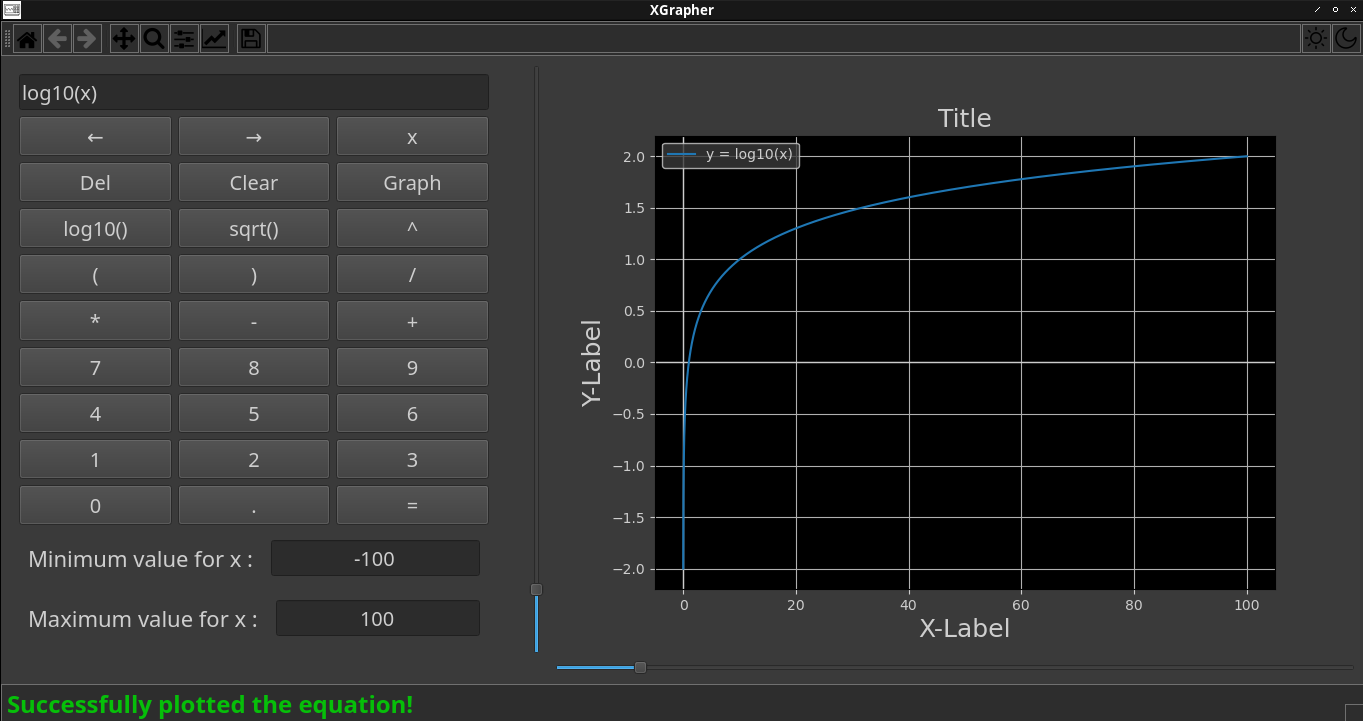 XGrapher
log10(x)
← → x
Del Clear Graph
log10() sqrt() ^
( ) /
* - +
7 8 9
4 5 6
1 2 3
0 . =
Minimum value for x : -100
Maximum value for x : 100
Title
y = log10(x)
2.0
1.5
1.0
0.5
0.0
−0.5
−1.0
−1.5
−2.0
Y-Label
0 20 40 60 80 100
X-Label
Successfully plotted the equation!